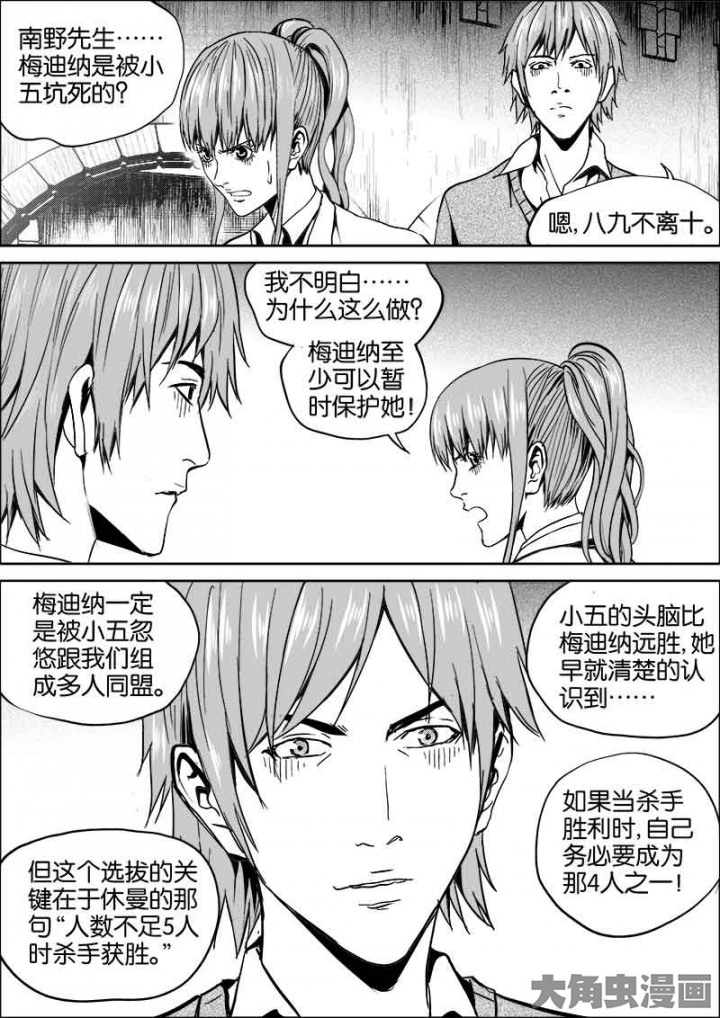 南野先生……
梅迪纳是被小
五坑死的？
嗯，八九不离十。
我不明白……
为什么这么做？
梅迪纳至
少可以暂
时保护她！
梅迪纳一定
是被小五忽
悠跟我们组
成多人同盟。
小五的头脑比
梅迪纳远胜，她
早就清楚的认
识到……
但这个选拔的关
键在于休曼的那
句“人数不足5人
时杀手获胜。”
如果当杀手
胜利时，自己
务必要成为
那4人之一！
大角虫漫画